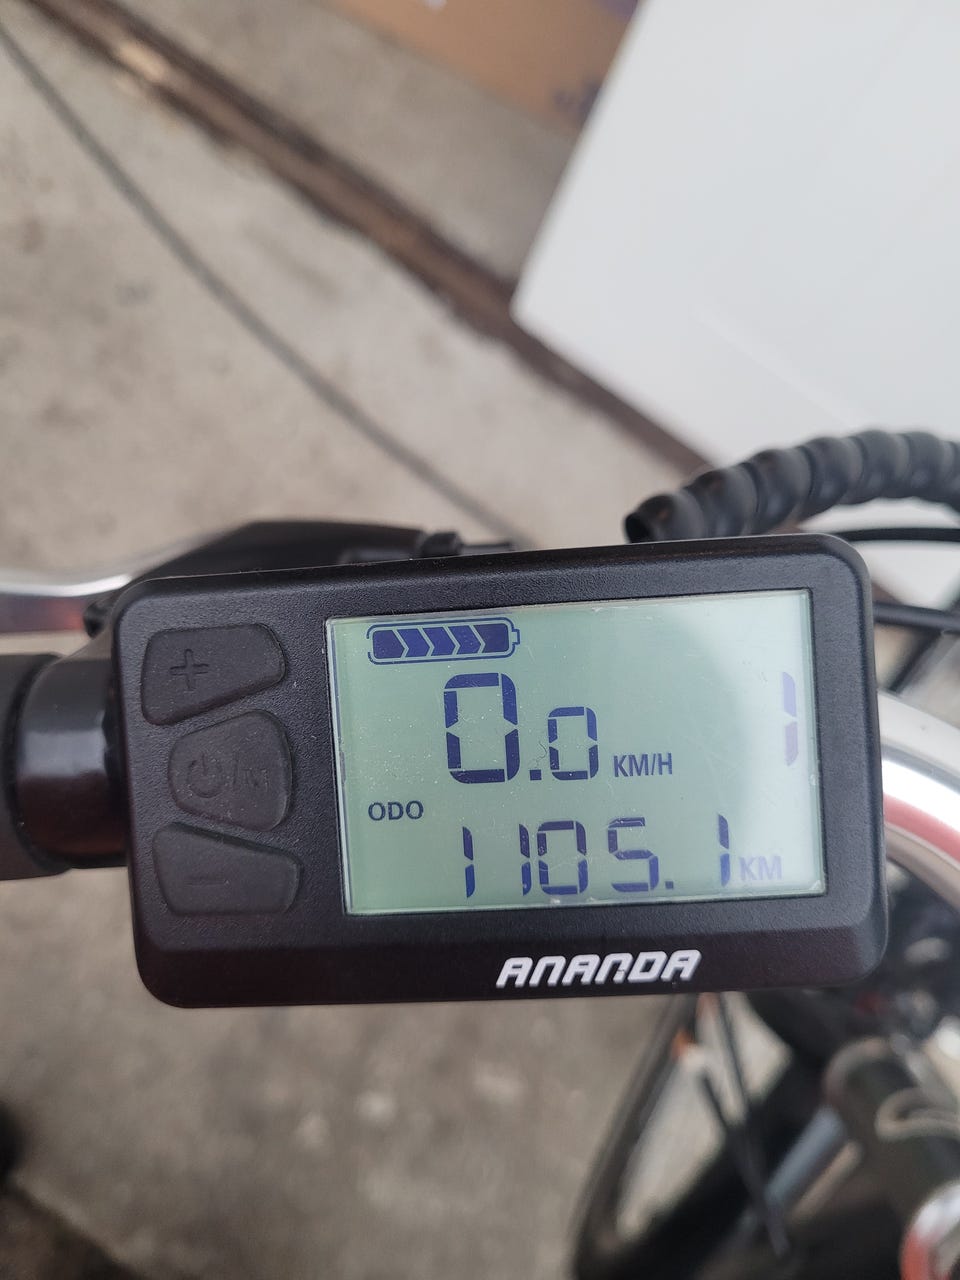 +
0.0 KM/H 1
/M
ODO
1105.1 KM
-
ANANDA